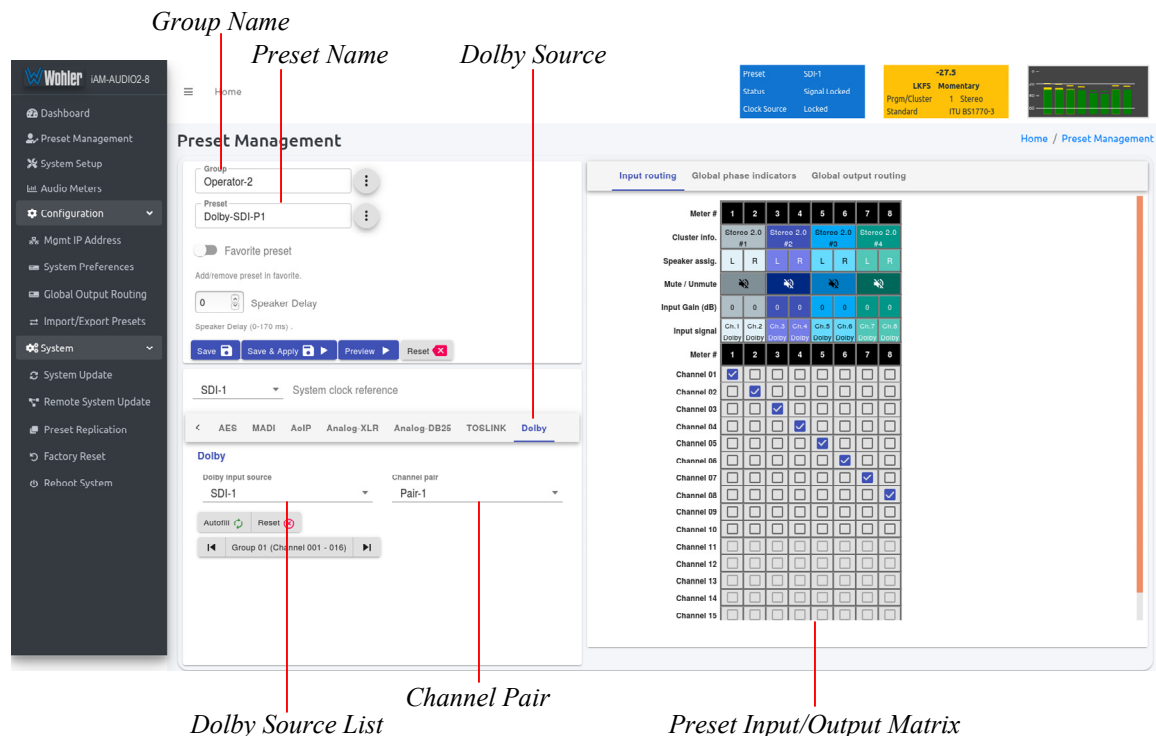 Group Name
Preset Name
Dolby Source
Wohler iAM-AUDIO2-8
Dashboard
Preset Management
System Setup
Audio Meters
Configuration
Mgmt IP Address
System Preferences
Global Output Routing
Import/Export Presets
System
System Update
Remote System Update
Preset Replication
Factory Reset
Reboot System
Home
Preset SDI-1
Status Signal Locked
Clock Source Locked
-27.5
LKFS Momentary
Prgm/Cluster 1 Stereo
Standard ITU BS1770-3
Preset Management
Home / Preset Management
Group
Operator-2
Preset
Dolby-SDI-P1
Favorite preset
Add/remove preset in favorite.
0 Speaker Delay
Speaker Delay (0-170 ms) .
Save Save & Apply Preview Reset
SDI-1 System clock reference
AES MADI AoIP Analog-XLR Analog-DB25 TOSLINK Dolby
Dolby
Dolby input source Channel pair
SDI-1 Pair-1
Autofill Reset
Group 01 (Channel 001 - 016)
Input routing Global phase indicators Global output routing
Meter # 1 2 3 4 5 6 7 8
Cluster Info. Stereo 2.0 #1 Stereo 2.0 #2 Stereo 2.0 #3 Stereo 2.0 #4
Speaker assig. L R L R L R L R
Mute / Unmute
Input Gain (dB) 0 0 0 0 0 0 0 0
Input signal Ch.1 Dolby Ch.2 Dolby Ch.3 Dolby Ch.4 Dolby Ch.5 Dolby Ch.6 Dolby Ch.7 Dolby Ch.8 Dolby
Meter # 1 2 3 4 5 6 7 8
Channel 01
Channel 02
Channel 03
Channel 04
Channel 05
Channel 06
Channel 07
Channel 08
Channel 09
Channel 10
Channel 11
Channel 12
Channel 13
Channel 14
Channel 15
Channel Pair
Dolby Source List
Preset Input/Output Matrix